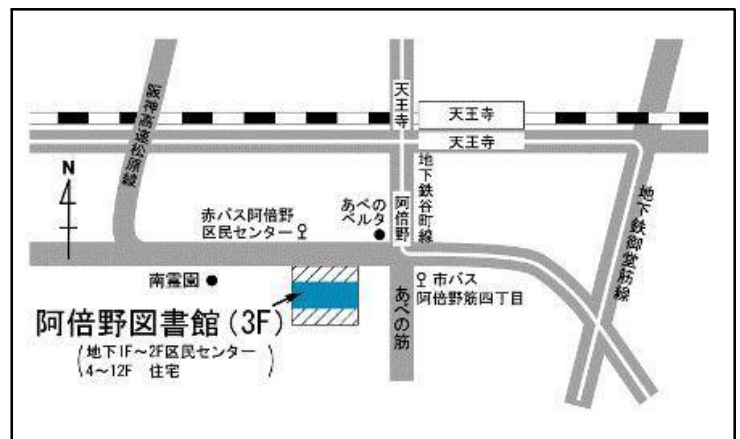 阪神高速松原線
天王寺
天王寺
天王寺
地下鉄谷町線
地下鉄御堂筋線
N
赤バス阿倍野
区民センター
あべの
ベルタ
阿倍野
南霊園
市バス
阿倍野筋四丁目
あべの筋
阿倍野図書館(3F)
(地下1F～2F区民センター
4～12F 住宅)